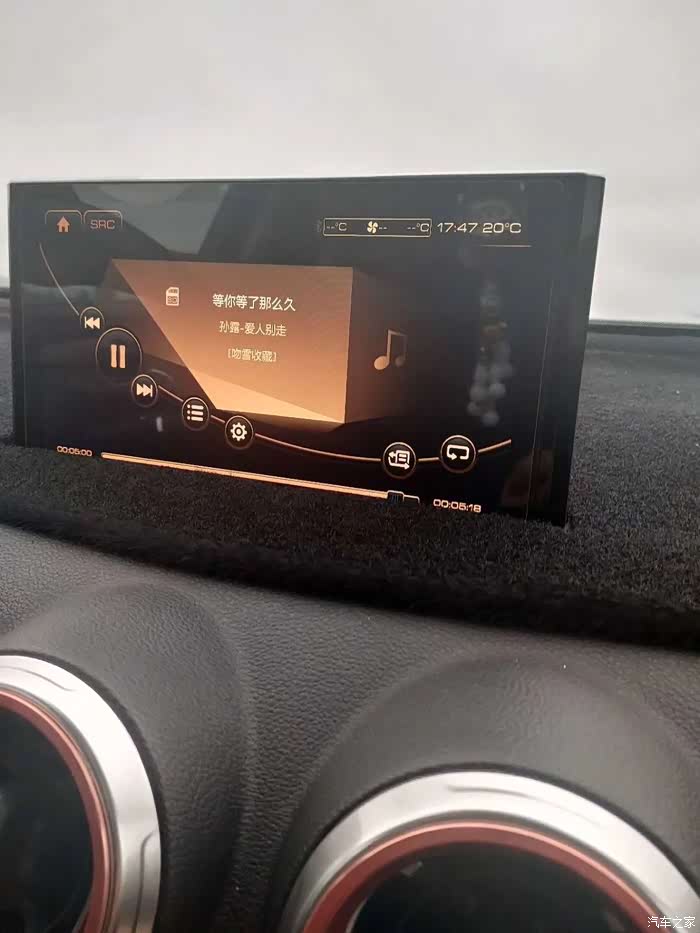 SRC
--°C -- --°C 17:47 20°C
等你等了那么久
孙露-爱人别走
[吻雪收藏]
00:05:00
00:05:18
汽车之家